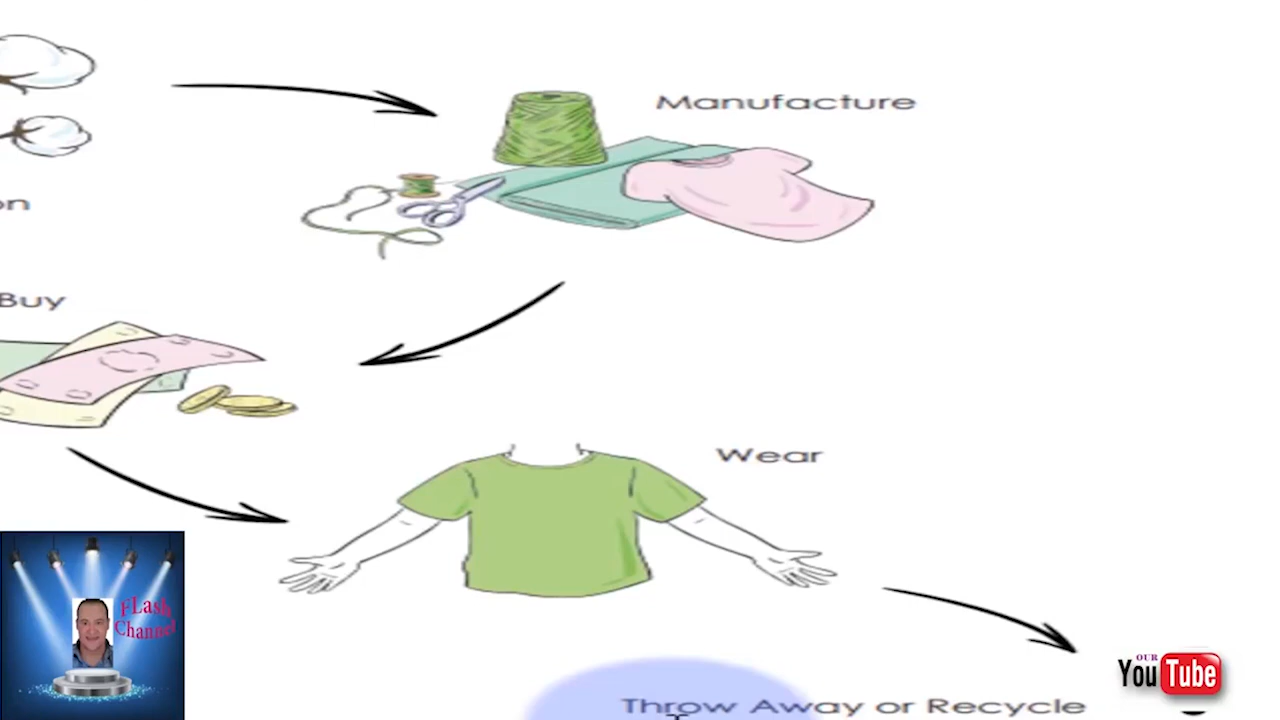 Manufacture
on
Buy
Wear
FLash
Channel
OUR
YouTube
Throw Away or Recycle